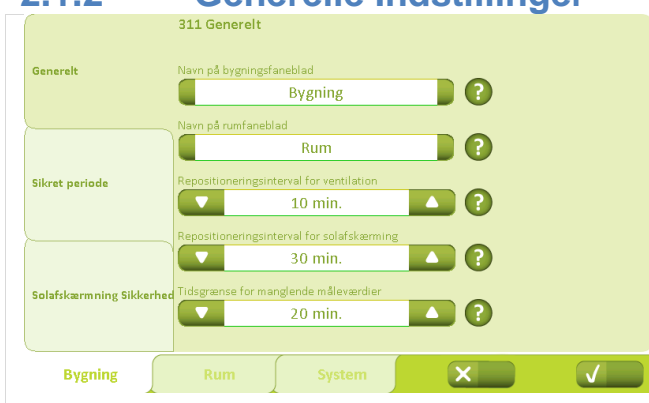 2.1.2 Generelle Indstillinger
311 Generelt
Generelt
Navn på bygningsfaneblad
Bygning
?
Navn på rumfaneblad
Rum
?
Sikret periode
Repositioneringsinterval for ventilation
10 min.
?
Repositioneringsinterval for solafskærming
30 min.
?
Solafskærmning Sikkerhed
Tidsgrænse for manglende måleværdier
20 min.
?
Bygning Rum System